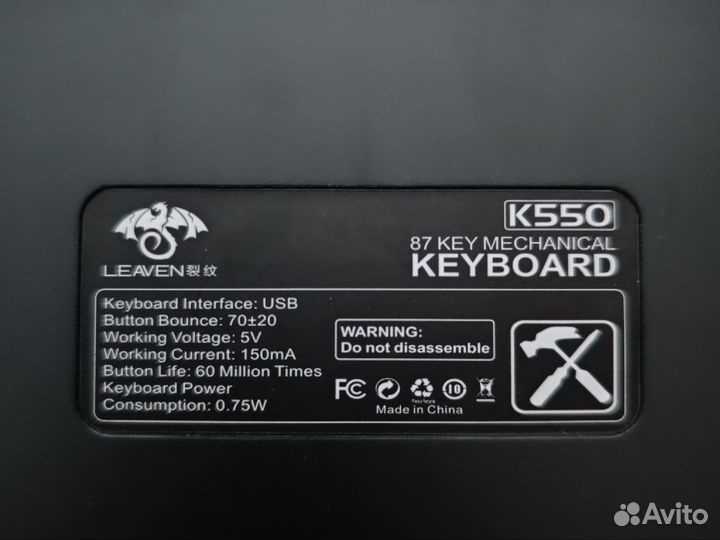 K550
LEAVEN裂纹
87 KEY MECHANICAL
KEYBOARD
Keyboard Interface: USB
Button Bounce: 70±20
Working Voltage: 5V
Working Current: 150mA
Button Life: 60 Million Times
Keyboard Power
Consumption: 0.75W
WARNING:
Do not disassemble
FC
10
Made in China
Avito